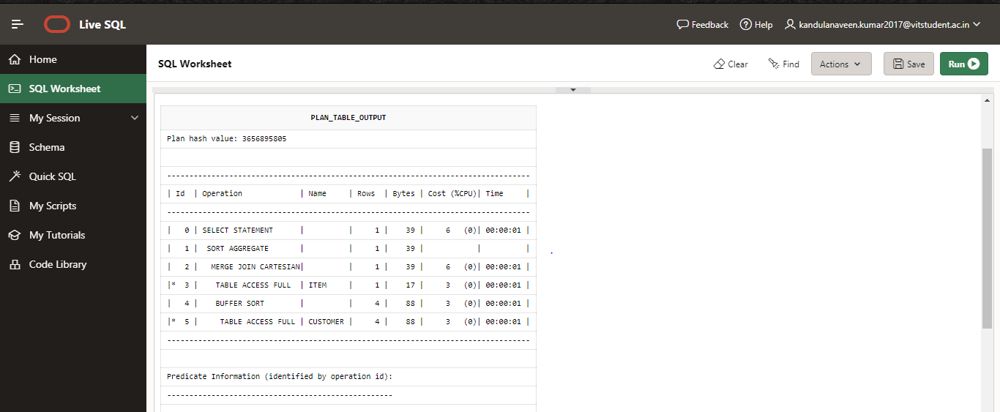 Live SQL
Feedback
Help
kandulanaveen.kumar2017@vitstudent.ac.in
Home
SQL Worksheet
My Session
Schema
Quick SQL
My Scripts
My Tutorials
Code Library
SQL Worksheet
Clear
Find
Actions
Save
Run
PLAN_TABLE_OUTPUT
Plan hash value: 3656895805
----------------------------------------------------------------------------------
| Id  | Operation             | Name     | Rows  | Bytes | Cost (%CPU)| Time     |
----------------------------------------------------------------------------------
|   0 | SELECT STATEMENT      |          |     1 |    39 |     6   (0)| 00:00:01 |
|   1 |  SORT AGGREGATE       |          |     1 |    39 |            |          |
|   2 |   MERGE JOIN CARTESIAN|          |     1 |    39 |     6   (0)| 00:00:01 |
|*  3 |    TABLE ACCESS FULL  | ITEM     |     1 |    17 |     3   (0)| 00:00:01 |
|   4 |    BUFFER SORT        |          |     4 |    88 |     3   (0)| 00:00:01 |
|*  5 |     TABLE ACCESS FULL | CUSTOMER |     4 |    88 |     3   (0)| 00:00:01 |
----------------------------------------------------------------------------------
Predicate Information (identified by operation id):
---------------------------------------------------